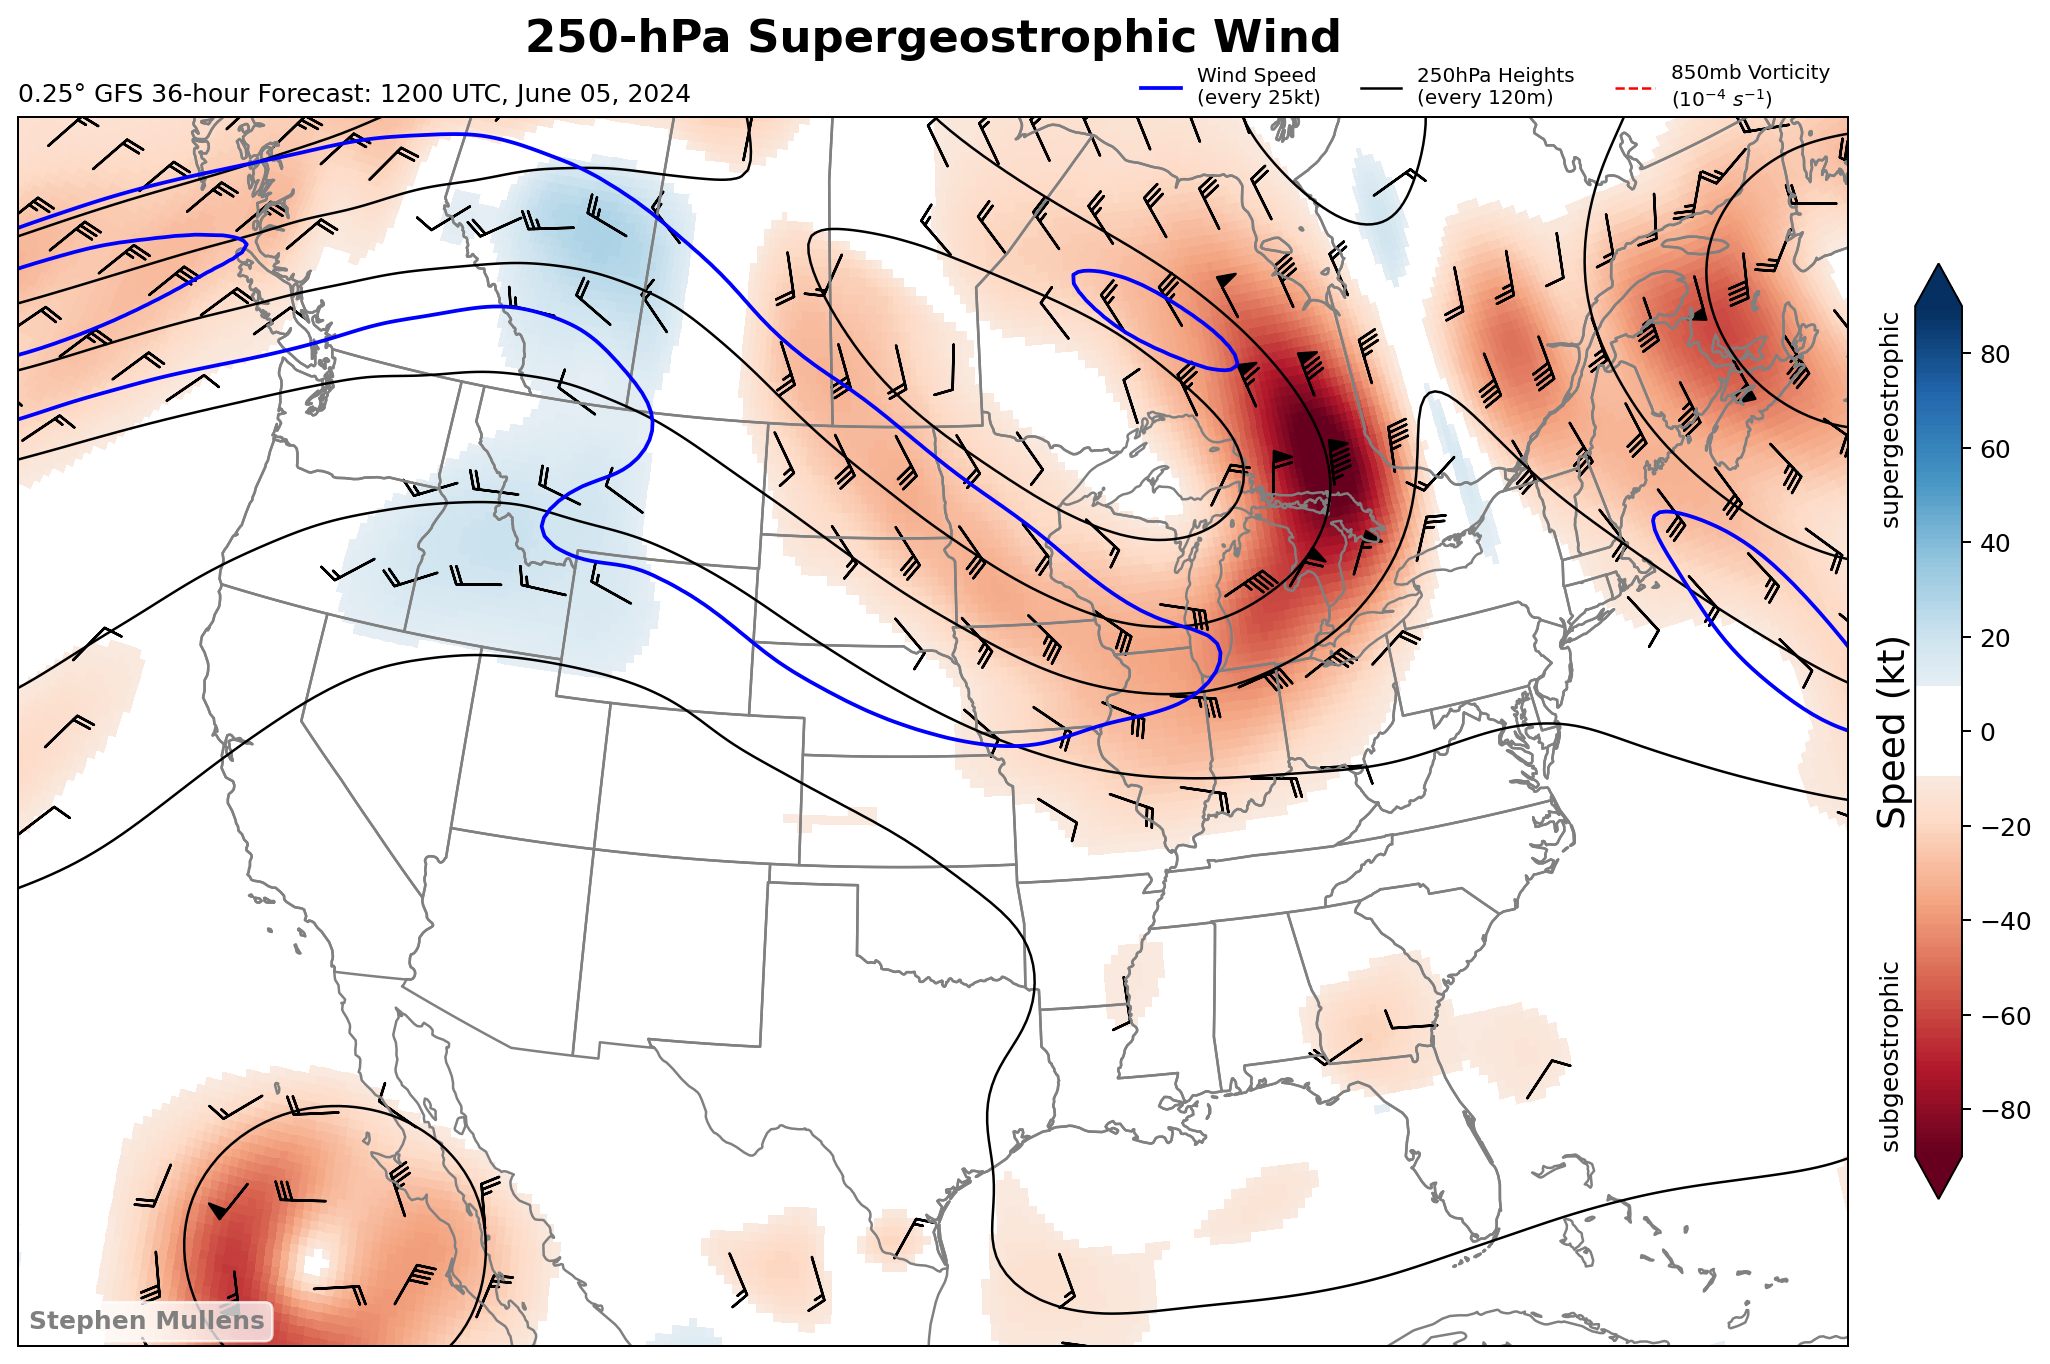 250-hPa Supergeostrophic Wind
0.25° GFS 36-hour Forecast: 1200 UTC, June 05, 2024
Wind Speed
(every 25kt)
250hPa Heights
(every 120m)
850mb Vorticity
(10⁻⁴ s⁻¹)
supergeostrophic
Speed (kt)
subgeostrophic
80
60
40
20
0
−20
−40
−60
−80
Stephen Mullens